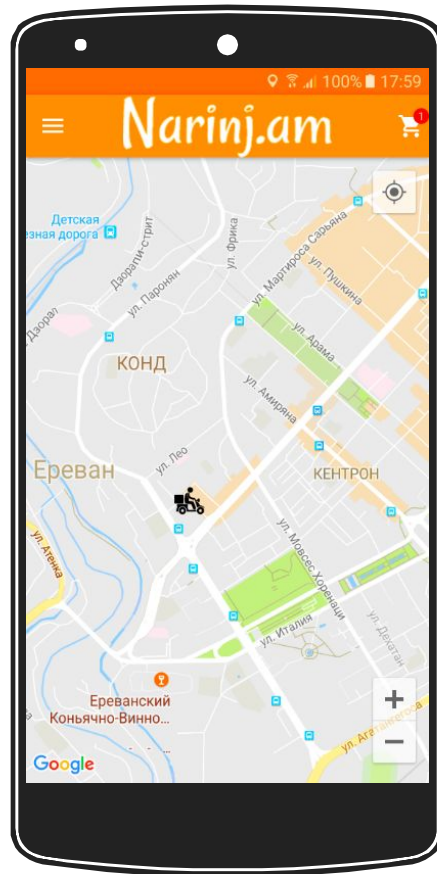 100% 17:59
Narinj.am
1
Детская
езная дорога
Дзорапи-стрит
ул. Фрика
ул. Мартироса Сарьяна
ул. Пушкина
ул. Паронян
Дзорап
ул. Арама
КОНД
ул. Амиряна
ул. Лео
Ереван
КЕНТРОН
ул. Атенка
ул. Мовсес Хоренаци
ул. Италия
ул. Дехатан
Ереванский
Коньячно-Винно...
ул. Агатангегоса
+
−
Google